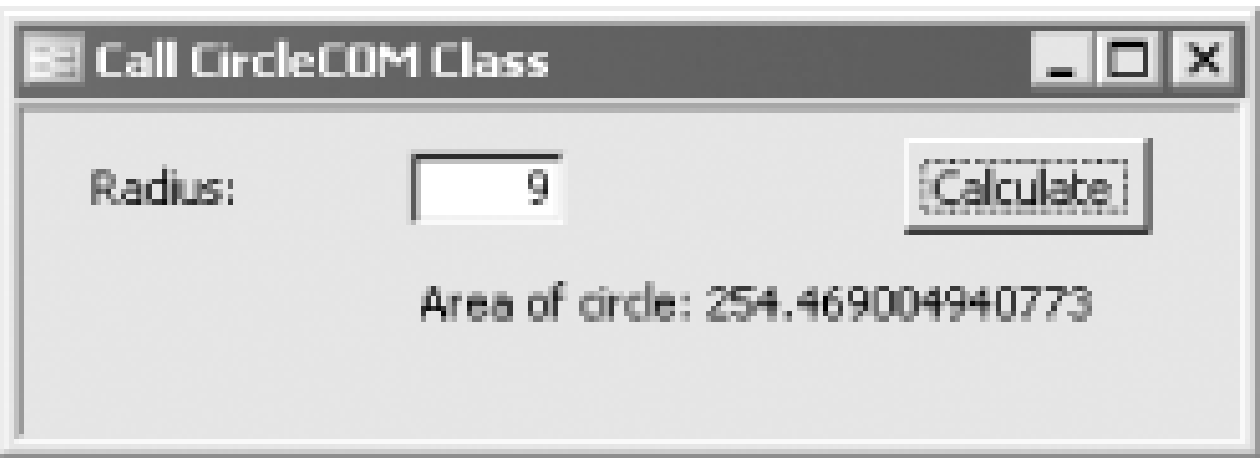 Call CircleCOM Class
Radius: 9 Calculate
Area of circle: 254.469004940773